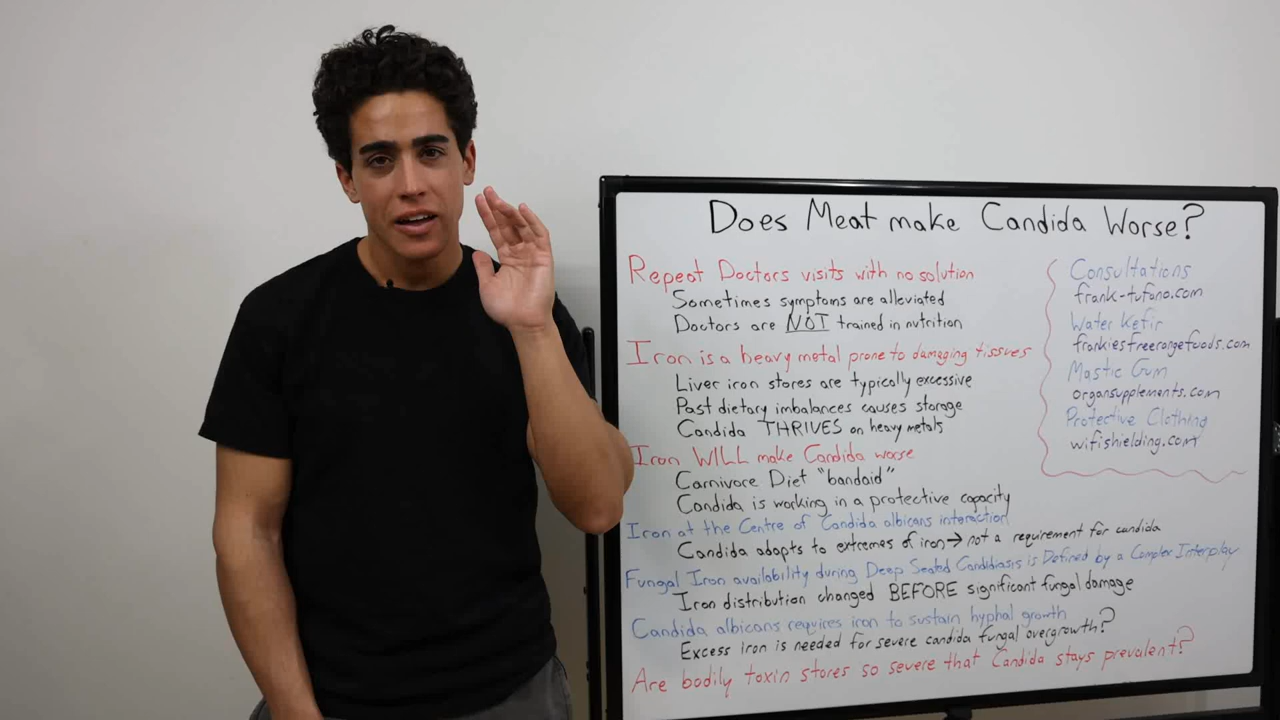 Does Meat make Candida Worse?
Repeat Doctors visits with no solution
Sometimes symptoms are alleviated
Doctors are NOT trained in nutrition
Iron is a heavy metal prone to damaging tissues
Liver iron stores are typically excessive
Past dietary imbalances causes storage
Candida THRIVES on heavy metals
Iron WILL make Candida worse
Carnivore Diet "bandaid"
Candida is working in a protective capacity
Iron at the Centre of Candida albicans interaction
Candida adapts to extremes of iron→ not a requirement for candida
Fungal Iron availability during Deep Seated Candidiasis is Defined by a Complex Interplay
Iron distribution changed BEFORE significant fungal damage
Candida albicans requires iron to sustain hyphal growth
Excess iron is needed for severe candida fungal overgrowth?
Are bodily toxin stores so severe that Candida stays prevalent?
Consultations
frank-tufano.com
Water Kefir
frankiesfreerangefoods.com
Mastic Gum
organsupplements.com
Protective Clothing
wifishielding.com